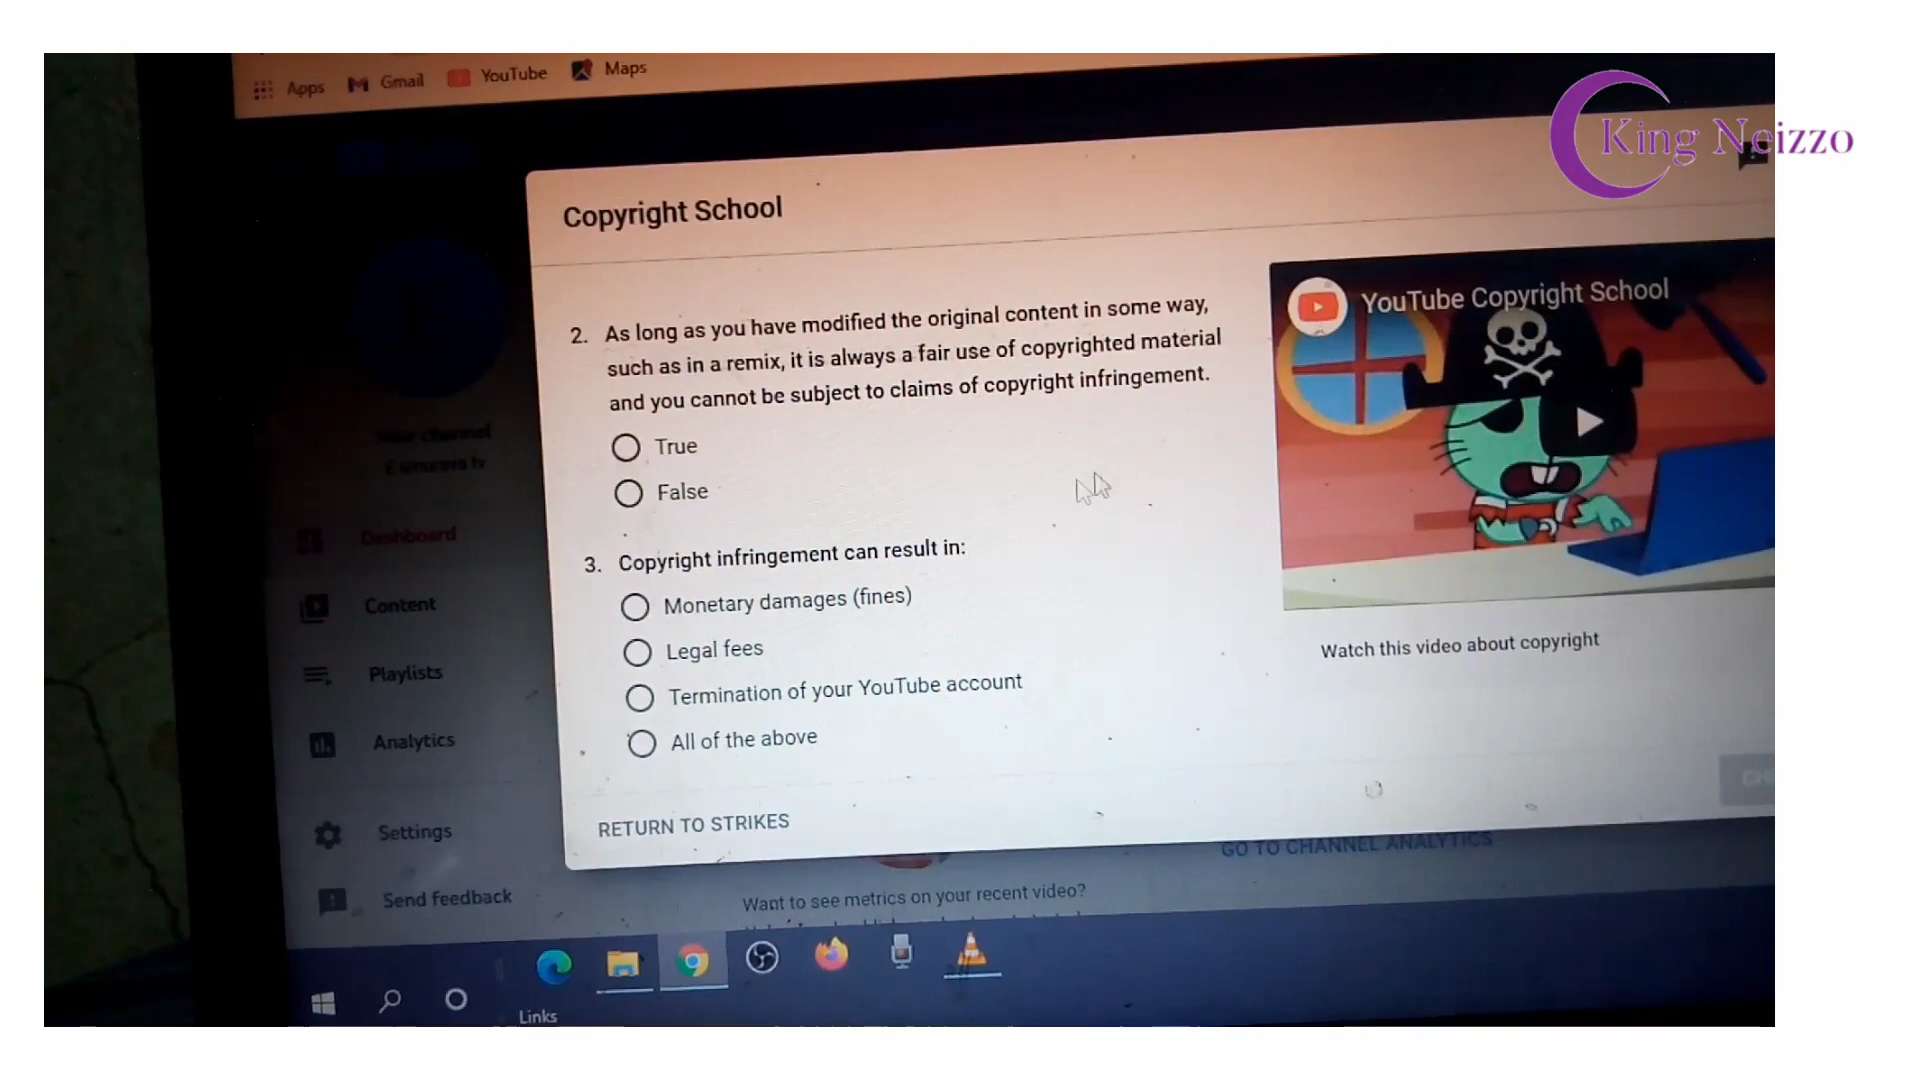 Apps Gmail YouTube Maps
King Neizzo
Copyright School
2. As long as you have modified the original content in some way,
such as in a remix, it is always a fair use of copyrighted material
and you cannot be subject to claims of copyright infringement.
True
False
3. Copyright infringement can result in:
Monetary damages (fines)
Legal fees
Termination of your YouTube account
All of the above
RETURN TO STRIKES
YouTube Copyright School
Watch this video about copyright
Your channel
Dashboard
Content
Playlists
Analytics
Settings
Send feedback
GO TO CHANNEL ANALYTICS
Want to see metrics on your recent video?
Links